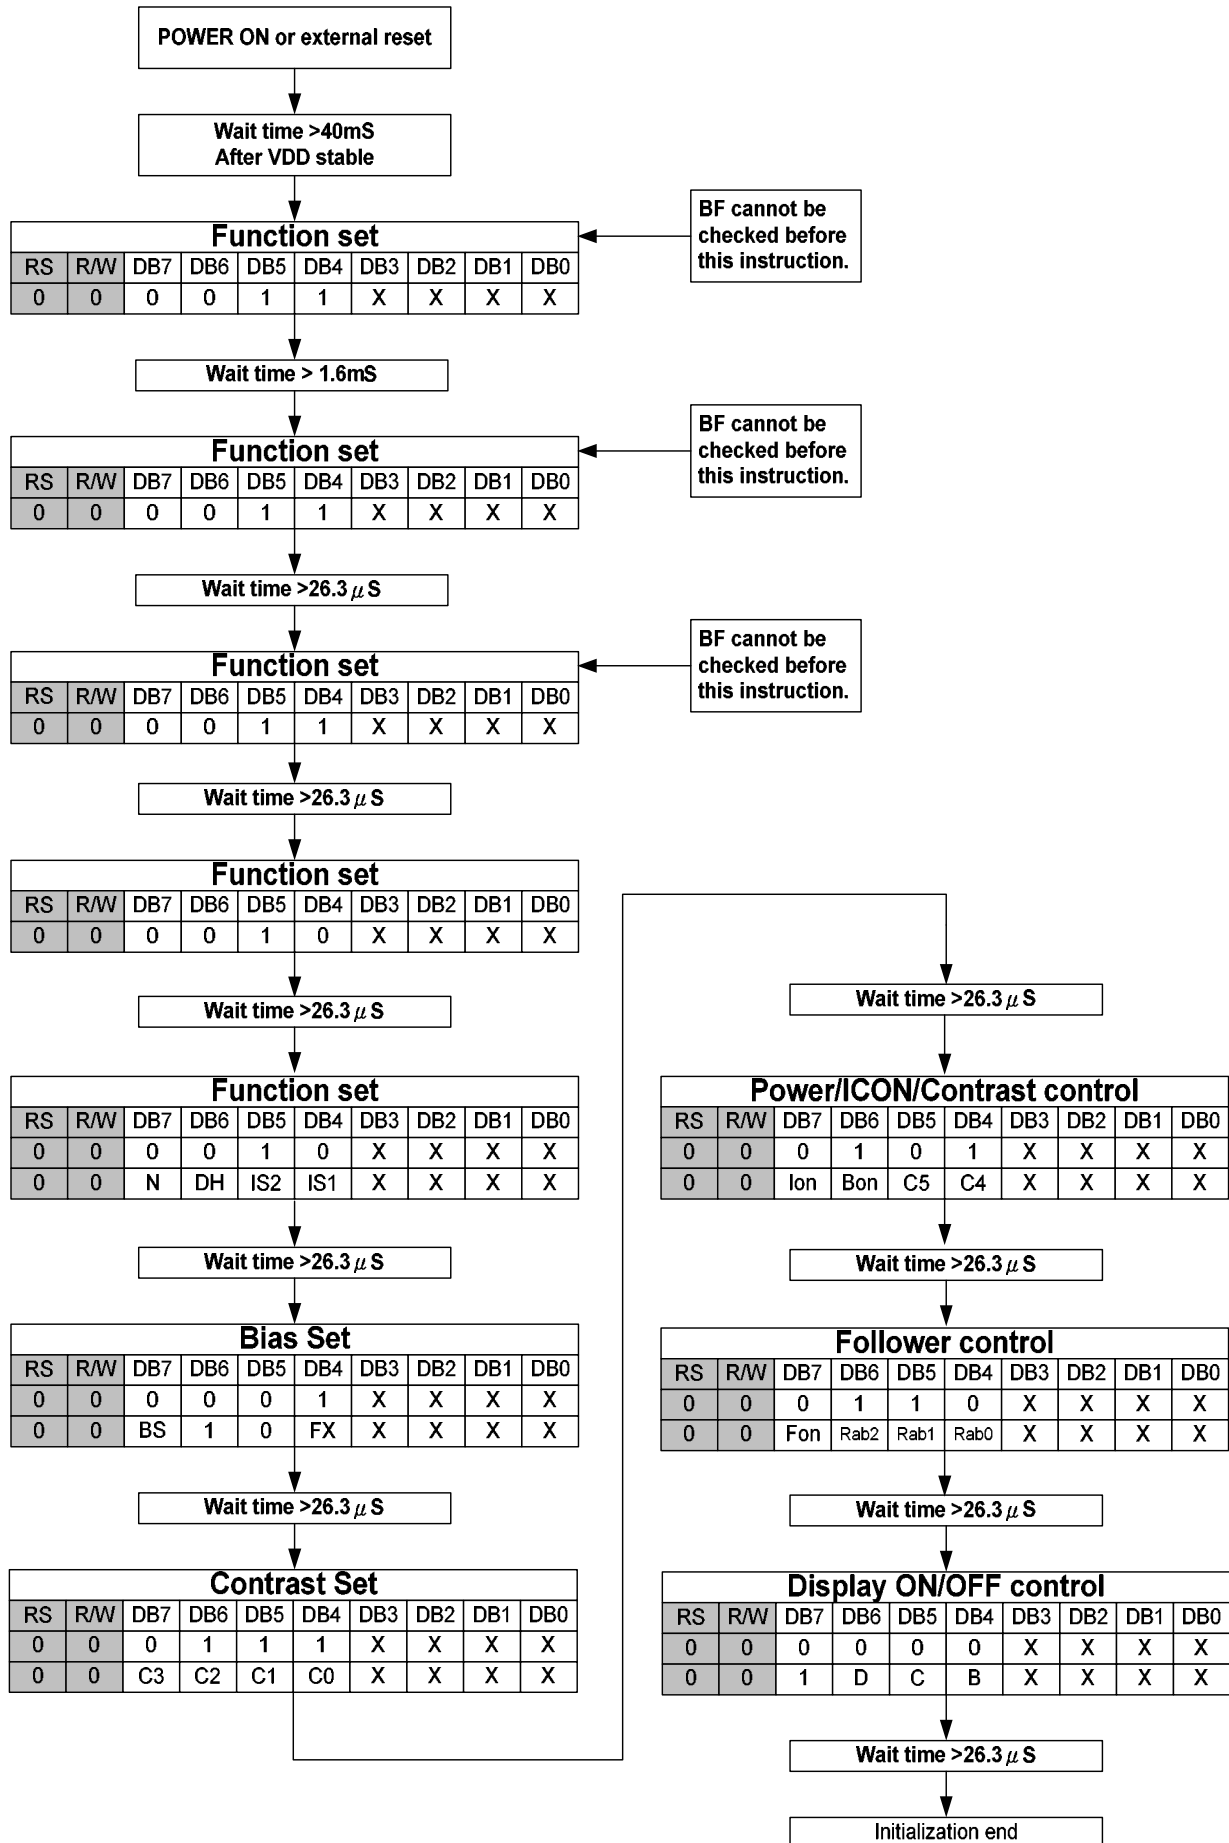 POWER ON or external reset
Wait time >40mS
After VDD stable
Function set
RS R/W DB7 DB6 DB5 DB4 DB3 DB2 DB1 DB0
0 0 0 0 1 1 X X X X
BF cannot be
checked before
this instruction.
Wait time > 1.6mS
Function set
RS R/W DB7 DB6 DB5 DB4 DB3 DB2 DB1 DB0
0 0 0 0 1 1 X X X X
BF cannot be
checked before
this instruction.
Wait time >26.3 μ S
Function set
RS R/W DB7 DB6 DB5 DB4 DB3 DB2 DB1 DB0
0 0 0 0 1 1 X X X X
BF cannot be
checked before
this instruction.
Wait time >26.3 μ S
Function set
RS R/W DB7 DB6 DB5 DB4 DB3 DB2 DB1 DB0
0 0 0 0 1 0 X X X X
Wait time >26.3 μ S
Function set
RS R/W DB7 DB6 DB5 DB4 DB3 DB2 DB1 DB0
0 0 0 0 1 0 X X X X
0 0 N DH IS2 IS1 X X X X
Wait time >26.3 μ S
Bias Set
RS R/W DB7 DB6 DB5 DB4 DB3 DB2 DB1 DB0
0 0 0 0 0 1 X X X X
0 0 BS 1 0 FX X X X X
Wait time >26.3 μ S
Contrast Set
RS R/W DB7 DB6 DB5 DB4 DB3 DB2 DB1 DB0
0 0 0 1 1 1 X X X X
0 0 C3 C2 C1 C0 X X X X
Wait time >26.3 μ S
Power/ICON/Contrast control
RS R/W DB7 DB6 DB5 DB4 DB3 DB2 DB1 DB0
0 0 0 1 0 1 X X X X
0 0 Ion Bon C5 C4 X X X X
Wait time >26.3 μ S
Follower control
RS R/W DB7 DB6 DB5 DB4 DB3 DB2 DB1 DB0
0 0 0 1 1 0 X X X X
0 0 Fon Rab2 Rab1 Rab0 X X X X
Wait time >26.3 μ S
Display ON/OFF control
RS R/W DB7 DB6 DB5 DB4 DB3 DB2 DB1 DB0
0 0 0 0 0 0 X X X X
0 0 1 D C B X X X X
Wait time >26.3 μ S
Initialization end